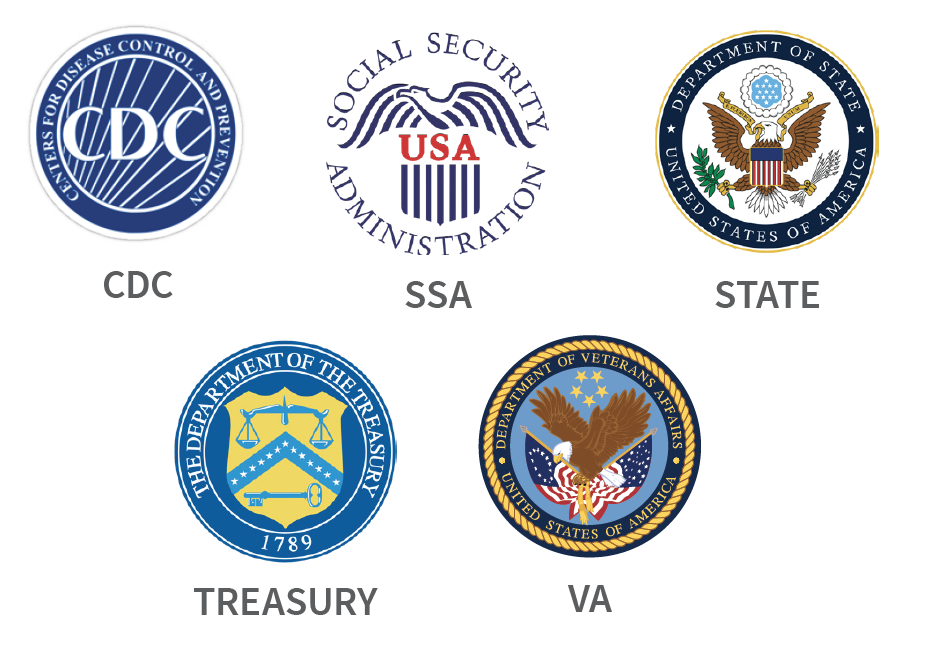 CENTERS FOR DISEASE CONTROL AND PREVENTION
CDC
CDC
SOCIAL SECURITY
USA
ADMINISTRATION
SSA
DEPARTMENT OF STATE
UNITED STATES OF AMERICA
STATE
THE DEPARTMENT OF THE TREASURY
1789
TREASURY
DEPARTMENT OF VETERANS AFFAIRS
UNITED STATES OF AMERICA
VA